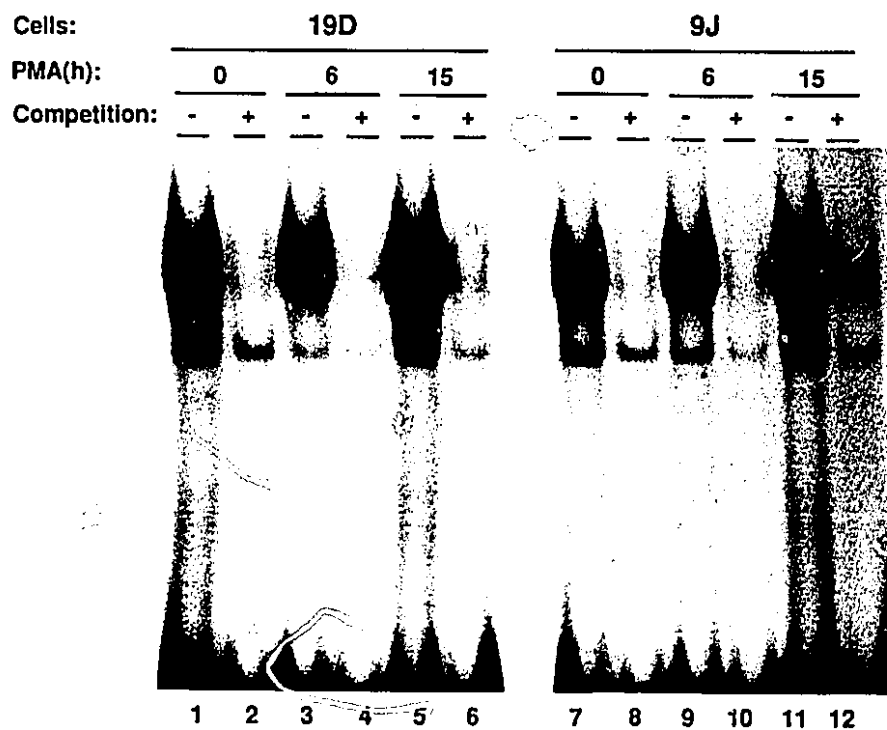 Cells: 19D 9J
PMA(h): 0 6 15 0 6 15
Competition: - + - + - + - + - + - +
1 2 3 4 5 6 7 8 9 10 11 12